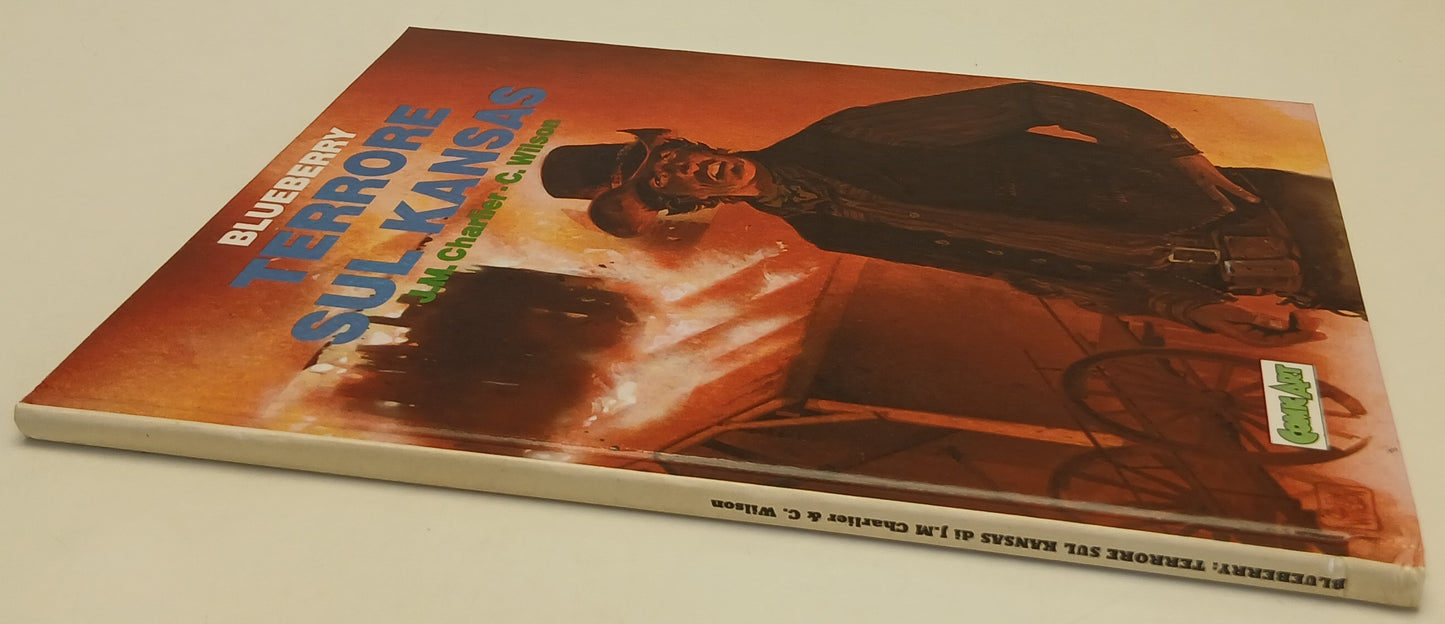 BLUEBERRY
TERRORE
SUL KANSAS
J.M. Charlier - C. Wilson
COMIC ART
BLUEBERRY: TERRORE SUL KANSAS di J.M Charlier & C. Wilson